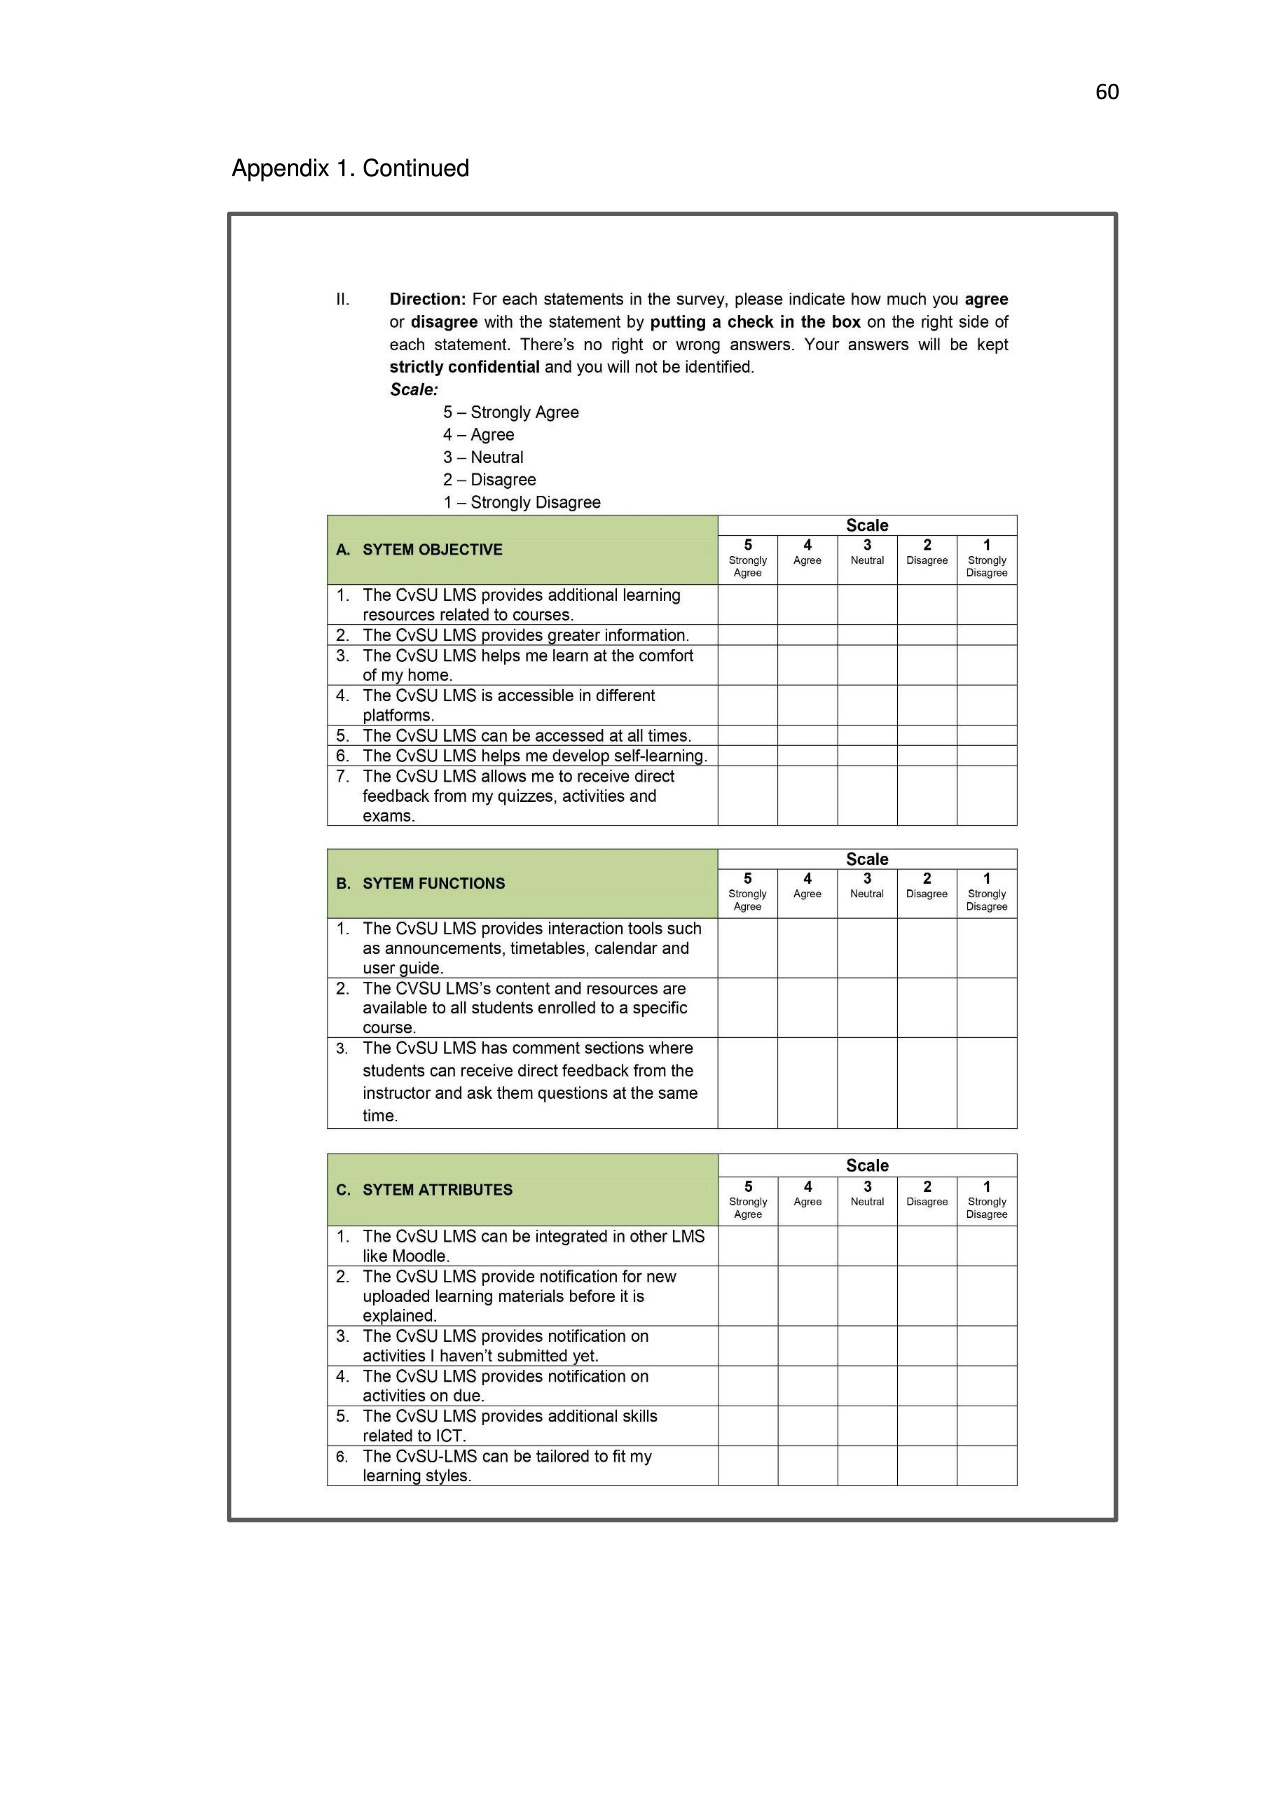 60
Appendix 1. Continued
II. Direction: For each statements in the survey, please indicate how much you agree
or disagree with the statement by putting a check in the box on the right side of
each statement. There's no right or wrong answers. Your answers will be kept
strictly confidential and you will not be identified.
Scale:
5 – Strongly Agree
4 – Agree
3 – Neutral
2 – Disagree
1 – Strongly Disagree
A. SYTEM OBJECTIVE
Scale
5 4 3 2 1
Strongly Agree Neutral Disagree Strongly
Agree Disagree
1. The CvSU LMS provides additional learning
resources related to courses.
2. The CvSU LMS provides greater information.
3. The CvSU LMS helps me learn at the comfort
of my home.
4. The CvSU LMS is accessible in different
platforms.
5. The CvSU LMS can be accessed at all times.
6. The CvSU LMS helps me develop self-learning.
7. The CvSU LMS allows me to receive direct
feedback from my quizzes, activities and
exams.
B. SYTEM FUNCTIONS
Scale
5 4 3 2 1
Strongly Agree Neutral Disagree Strongly
Agree Disagree
1. The CvSU LMS provides interaction tools such
as announcements, timetables, calendar and
user guide.
2. The CVSU LMS's content and resources are
available to all students enrolled to a specific
course.
3. The CvSU LMS has comment sections where
students can receive direct feedback from the
instructor and ask them questions at the same
time.
C. SYTEM ATTRIBUTES
Scale
5 4 3 2 1
Strongly Agree Neutral Disagree Strongly
Agree Disagree
1. The CvSU LMS can be integrated in other LMS
like Moodle.
2. The CvSU LMS provide notification for new
uploaded learning materials before it is
explained.
3. The CvSU LMS provides notification on
activities I haven't submitted yet.
4. The CvSU LMS provides notification on
activities on due.
5. The CvSU LMS provides additional skills
related to ICT.
6. The CvSU-LMS can be tailored to fit my
learning styles.